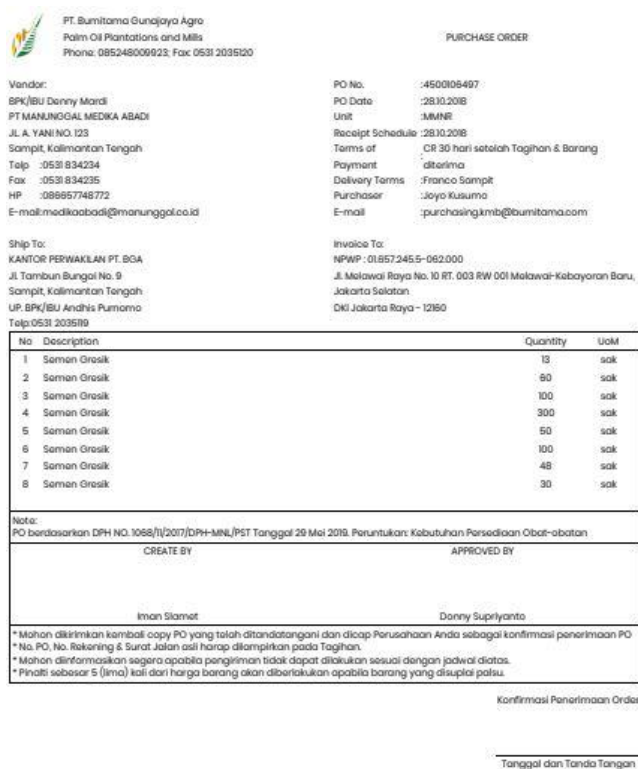 PT. Bumitama Gunajaya Agro
Palm Oil Plantations and Mills
Phone: 085248009923; Fax: 0531 2035120
PURCHASE ORDER
Vendor:
BPK/IBU Denny Mardi
PT MANUNGGAL MEDIKA ABADI
JL A. YANI NO. 123
Sampit, Kalimantan Tengah
Telp :0531 834234
Fax :0531 834235
HP :086657748772
E-mail:medikaabadi@manunggal.co.id
PO No. :4500106497
PO Date :28.10.2018
Unit :MMNR
Receipt Schedule :28.10.2018
Terms of Payment : CR 30 hari setelah Tagihan & Barang diterima
Delivery Terms :Franco Sampit
Purchaser :Joyo Kusumo
E-mail :purchasing.kmb@bumitama.com
Ship To:
KANTOR PERWAKILAN PT. BGA
Jl. Tambun Bungai No. 9
Sampit, Kalimantan Tengah
UP. BPK/IBU Andhis Purnomo
Telp:0531 2035119
Invoice To:
NPWP : 01.657.245.5-062.000
Jl. Melawai Raya No. 10 RT. 003 RW 001 Melawai-Kebayoran Baru,
Jakarta Selatan
DKI Jakarta Raya - 12160
No Description Quantity UoM
1 Semen Gresik 13 sak
2 Semen Gresik 60 sak
3 Semen Gresik 100 sak
4 Semen Gresik 300 sak
5 Semen Gresik 50 sak
6 Semen Gresik 100 sak
7 Semen Gresik 48 sak
8 Semen Gresik 30 sak
Note:
PO berdasarkan DPH NO. 1068/11/2017/DPH-MNL/PST Tanggal 29 Mei 2019. Peruntukan: Kebutuhan Persediaan Obat-obatan
CREATE BY APPROVED BY
Iman Slamet Donny Supriyanto
* Mohon dikirimkan kembali copy PO yang telah ditandatangani dan dicap Perusahaan Anda sebagai konfirmasi penerimaan PO
* No. PO, No. Rekening & Surat Jalan asli harap dilampirkan pada Tagihan.
* Mohon diinformasikan segera apabila pengiriman tidak dapat dilakukan sesuai dengan jadwal diatas.
* Pinalti sebesar 5 (lima) kali dari harga barang akan diberlakukan apabila barang yang disuplai palsu.
Konfirmasi Penerimaan Order
Tanggal dan Tanda Tangan